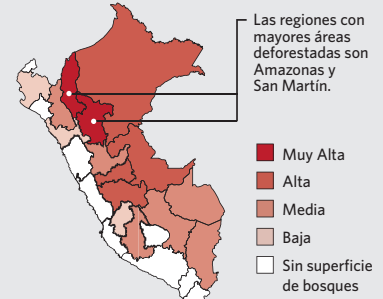 Las regiones con
mayores áreas
deforestadas son
Amazonas y
San Martín.
Muy Alta
Alta
Media
Baja
Sin superficie
de bosques